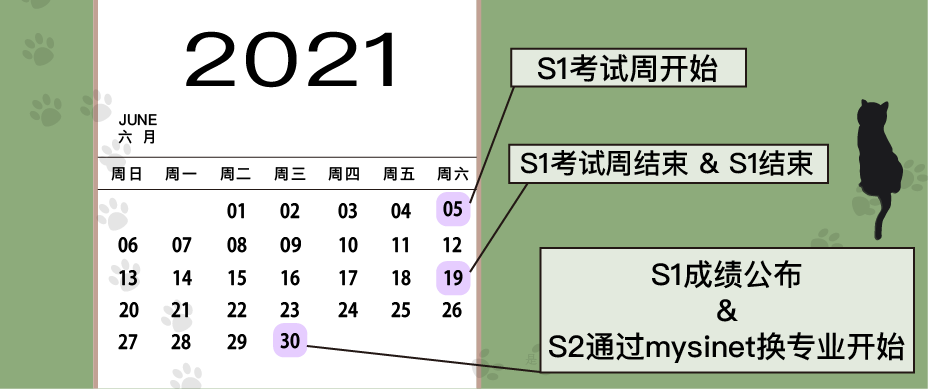 2021
JUNE
六 月
周日 周一 周二 周三 周四 周五 周六
01 02 03 04 05
06 07 08 09 10 11 12
13 14 15 16 17 18 19
20 21 22 23 24 25 26
27 28 29 30
S1考试周开始
S1考试周结束 & S1结束
S1成绩公布
&
S2通过mysinet换专业开始